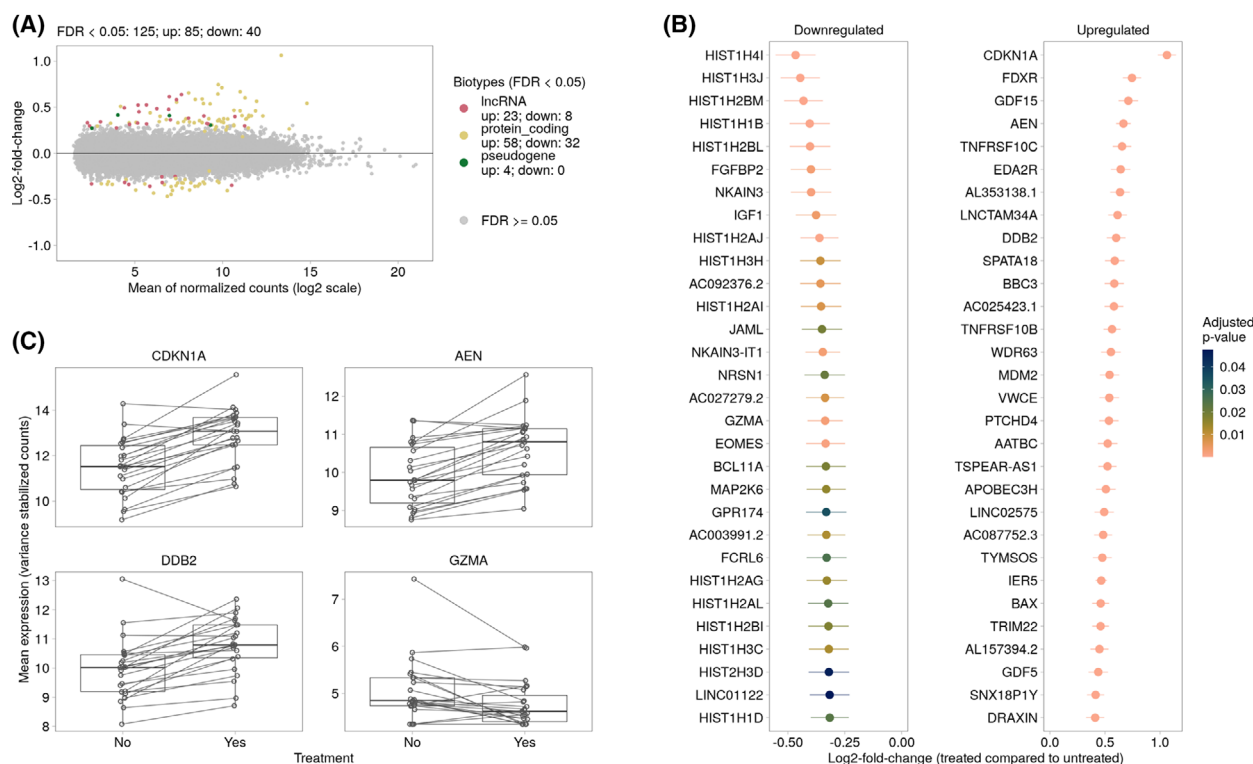 (A)
FDR < 0.05: 125; up: 85; down: 40
Log2-fold-change
1.0
0.5
0.0
-0.5
-1.0
5
10
15
20
Mean of normalized counts (log2 scale)
Biotypes (FDR < 0.05)
lncRNA
up: 23; down: 8
protein_coding
up: 58; down: 32
pseudogene
up: 4; down: 0
FDR >= 0.05
(B)
Downregulated
HIST1H4I
HIST1H3J
HIST1H2BM
HIST1H1B
HIST1H2BL
FGFBP2
NKAIN3
IGF1
HIST1H2AJ
HIST1H3H
AC092376.2
HIST1H2AI
JAML
NKAIN3-IT1
NRSN1
AC027279.2
GZMA
EOMES
BCL11A
MAP2K6
GPR174
AC003991.2
FCRL6
HIST1H2AG
HIST1H2AL
HIST1H2BI
HIST1H3C
HIST2H3D
LINC01122
HIST1H1D
-0.50
-0.25
0.00
Upregulated
CDKN1A
FDXR
GDF15
AEN
TNFRSF10C
EDA2R
AL353138.1
LNCTAM34A
DDB2
SPATA18
BBC3
AC025423.1
TNFRSF10B
WDR63
MDM2
VWCE
PTCHD4
AATBC
TSPEAR-AS1
APOBEC3H
LINC02575
AC087752.3
TYMSOS
IER5
BAX
TRIM22
AL157394.2
GDF5
SNX18P1Y
DRAXIN
0.0
0.5
1.0
Log2-fold-change (treated compared to untreated)
Adjusted
p-value
0.04
0.03
0.02
0.01
(C)
Mean expression (variance stabilized counts)
CDKN1A
14
12
10
AEN
12
11
10
9
DDB2
13
12
11
10
9
8
GZMA
7
6
5
No
Yes
No
Yes
Treatment